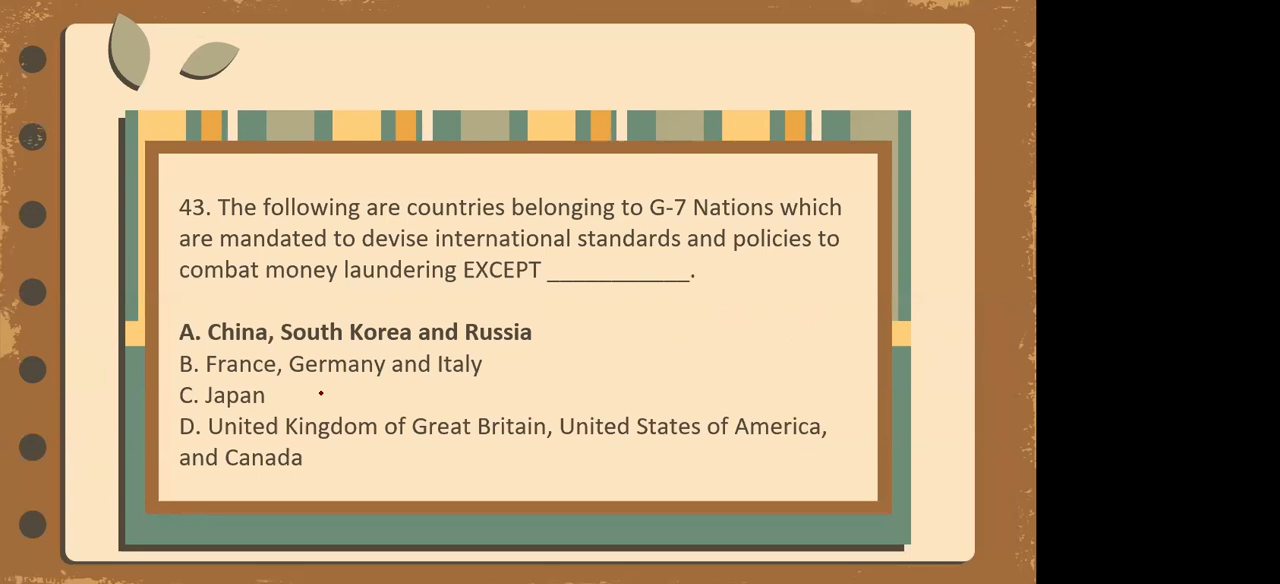 43. The following are countries belonging to G-7 Nations which
are mandated to devise international standards and policies to
combat money laundering EXCEPT ____________.
A. China, South Korea and Russia
B. France, Germany and Italy
C. Japan
D. United Kingdom of Great Britain, United States of America,
and Canada